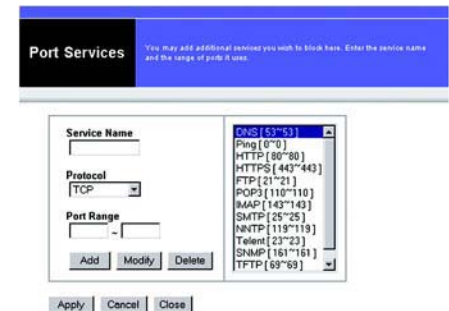 Port Services
You may add additional services you wish to block here. Enter the service name
and the range of ports it uses.
Service Name
Protocol
TCP
Port Range
~
Add Modify Delete
DNS [ 53~53 ]
Ping [ 0~0 ]
HTTP [ 80~80 ]
HTTPS [ 443~443 ]
FTP [ 21~21 ]
POP3 [ 110~110 ]
IMAP [ 143~143 ]
SMTP [ 25~25 ]
NNTP [ 119~119 ]
Telent [ 23~23 ]
SNMP [ 161~161 ]
TFTP [ 69~69 ]
Apply Cancel Close